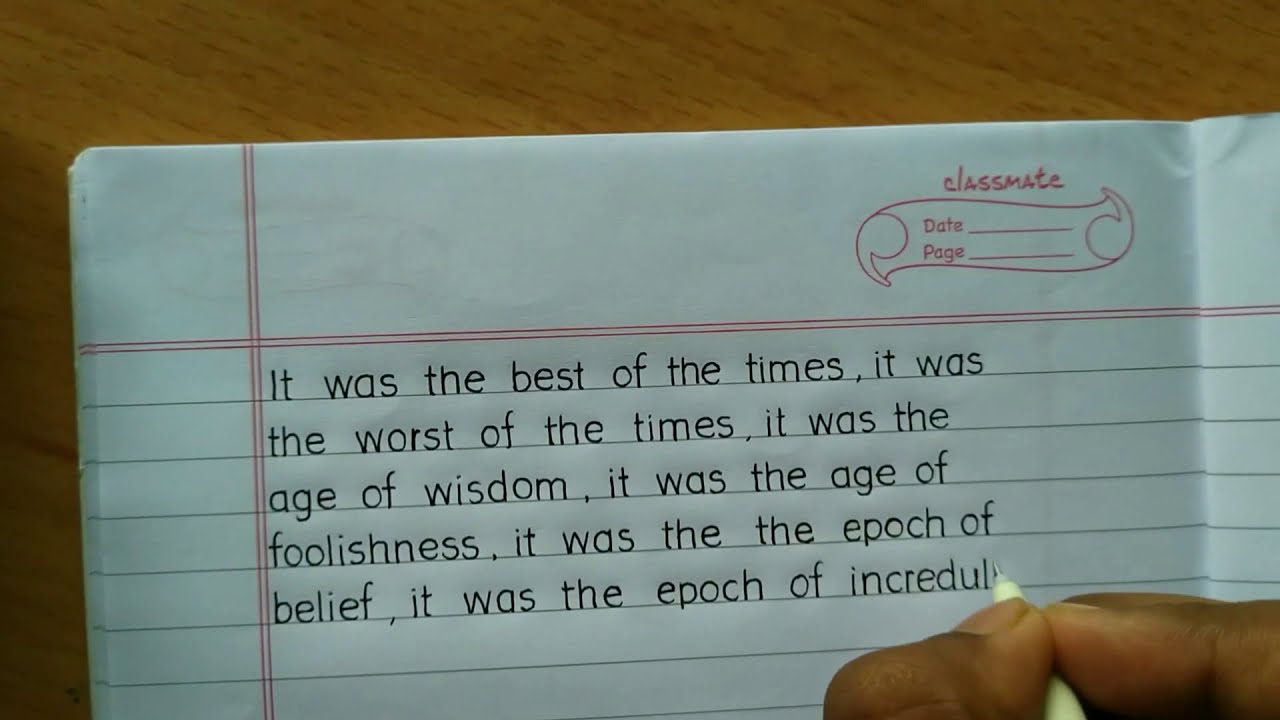 classmate
Date
Page
It was the best of the times, it was
the worst of the times, it was the
age of wisdom, it was the age of
foolishness, it was the the epoch of
belief, it was the epoch of incredul